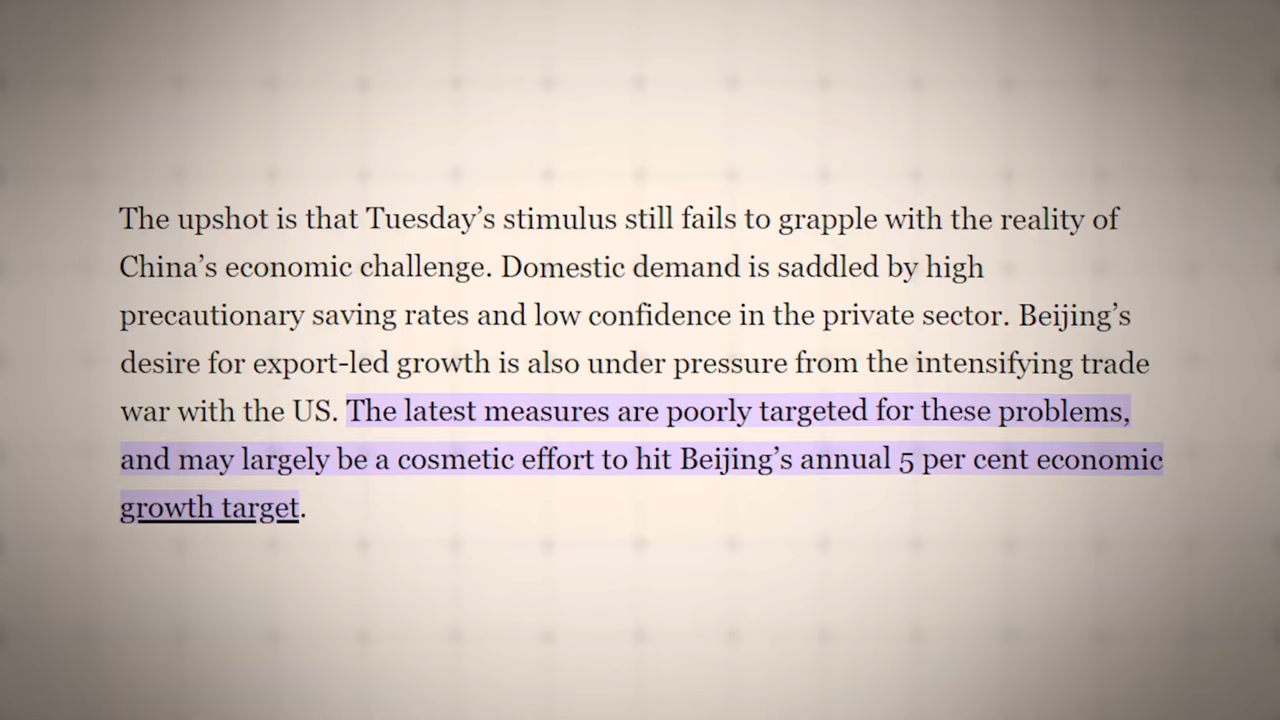 The upshot is that Tuesday’s stimulus still fails to grapple with the reality of
China’s economic challenge. Domestic demand is saddled by high
precautionary saving rates and low confidence in the private sector. Beijing’s
desire for export-led growth is also under pressure from the intensifying trade
war with the US. The latest measures are poorly targeted for these problems,
and may largely be a cosmetic effort to hit Beijing’s annual 5 per cent economic
growth target.